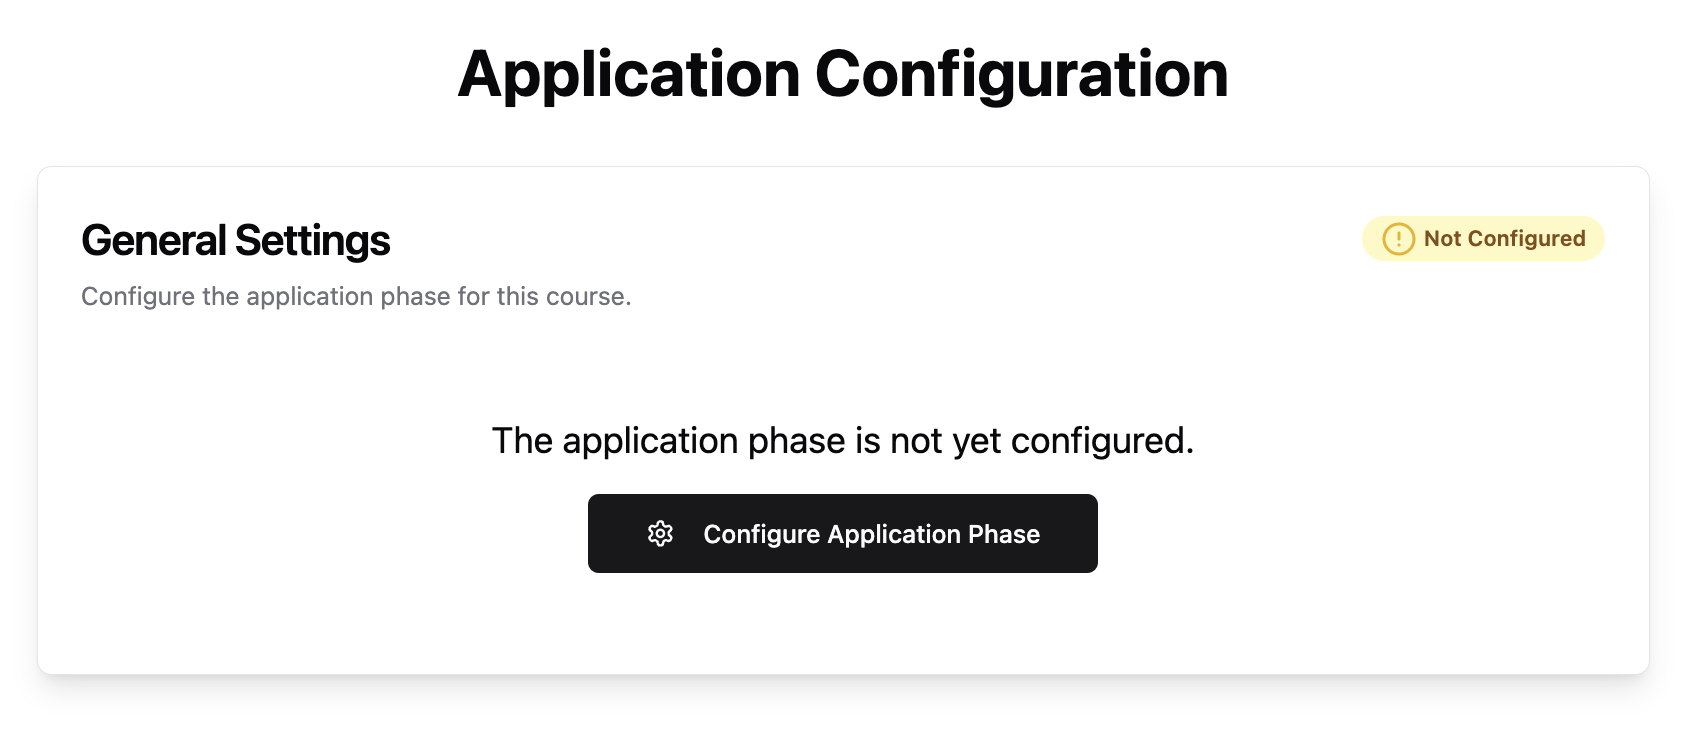 Application Configuration
General Settings
Not Configured
Configure the application phase for this course.
The application phase is not yet configured.
Configure Application Phase